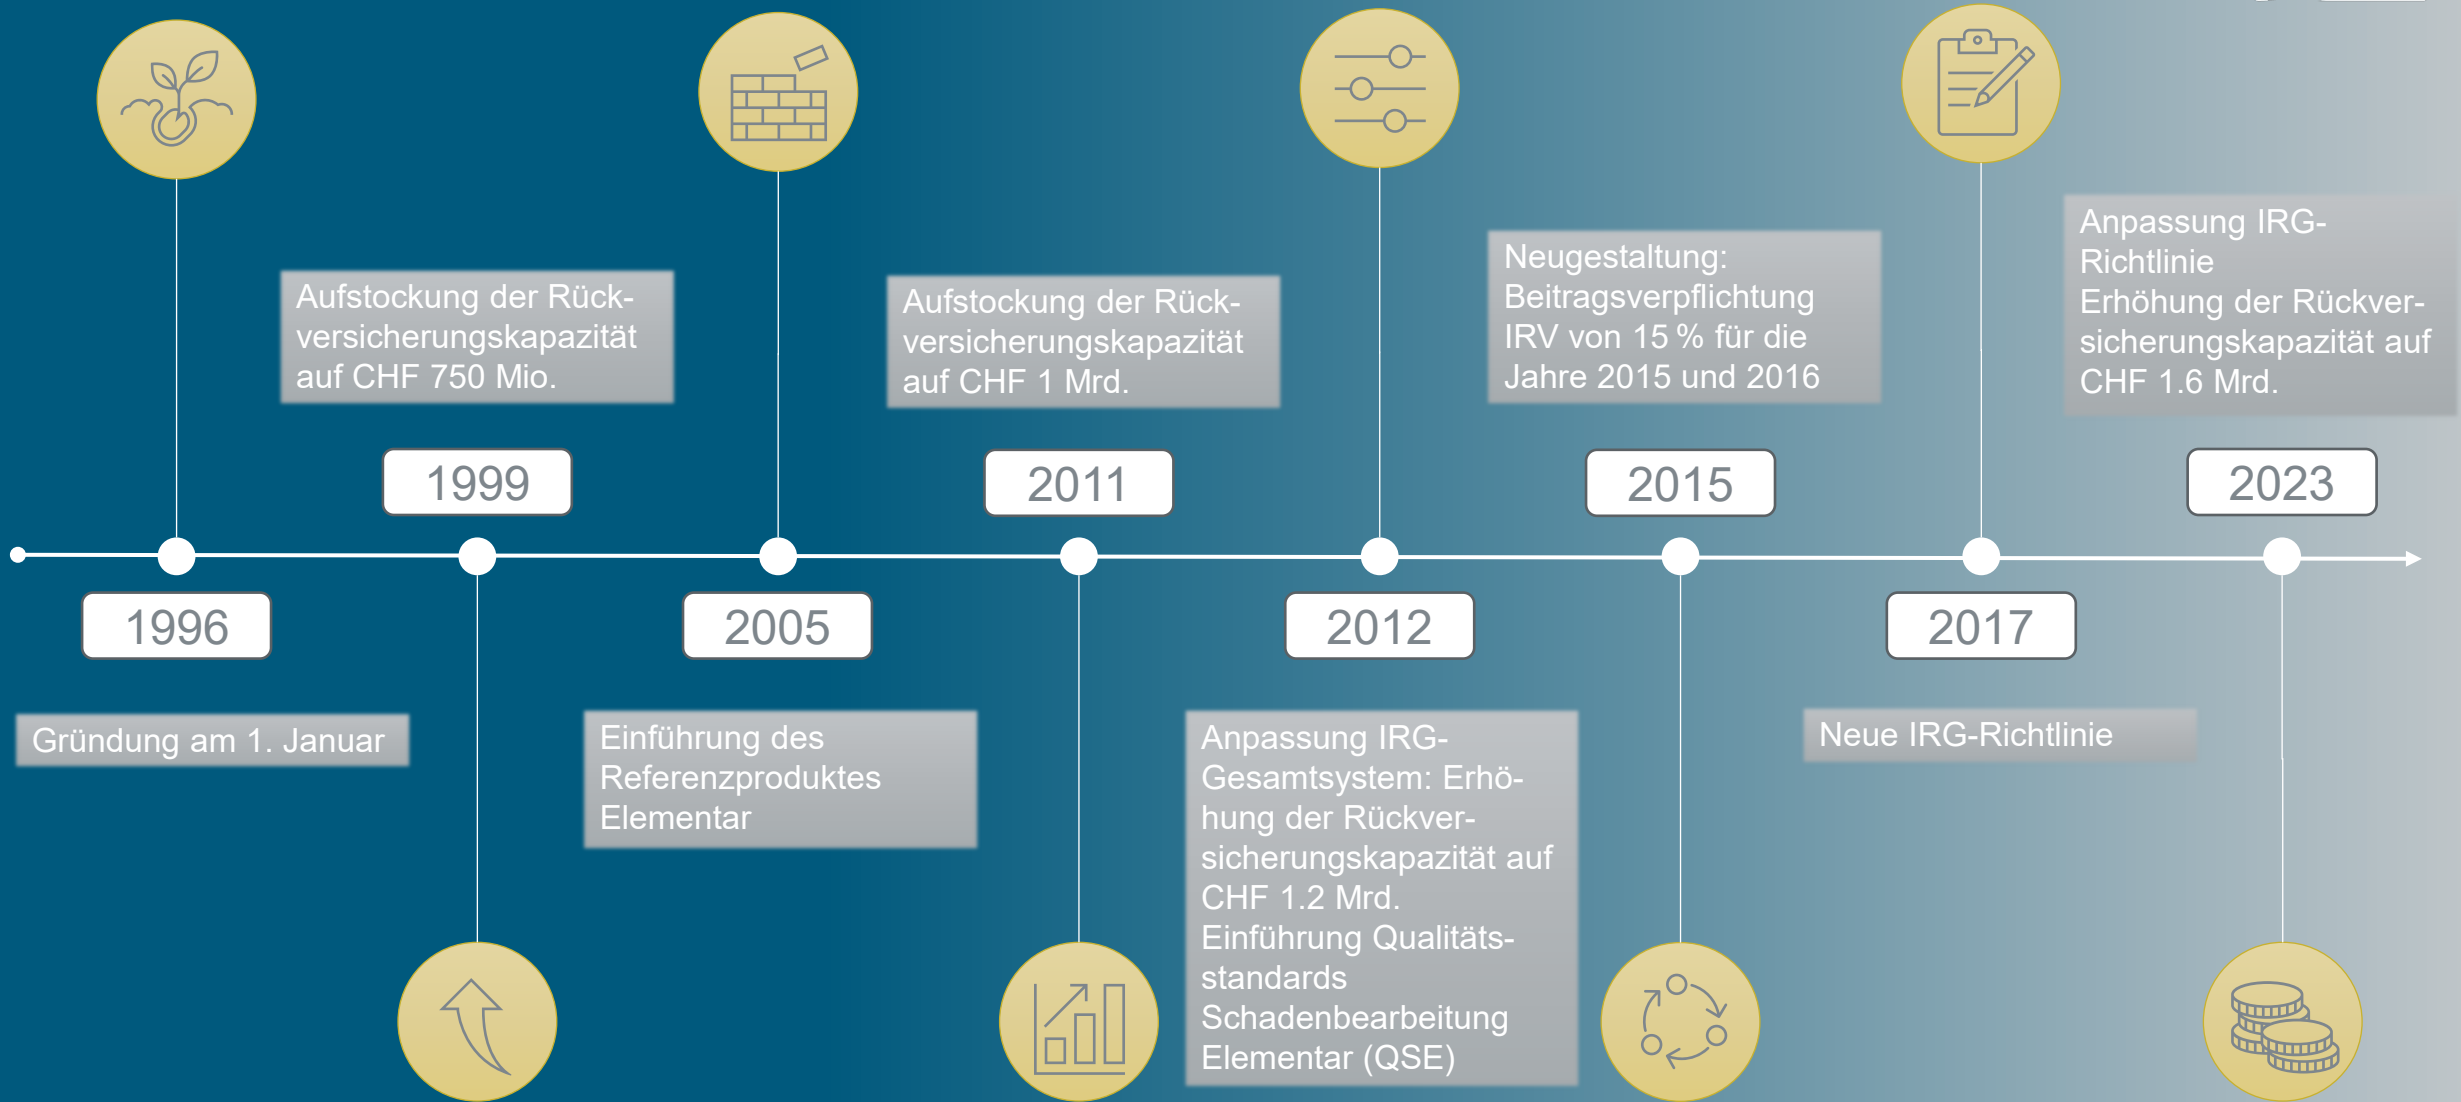 1996
Gründung am 1. Januar
Aufstockung der Rück-
versicherungskapazität
auf CHF 750 Mio.
1999
2005
Einführung des
Referenzproduktes
Elementar
Aufstockung der Rück-
versicherungskapazität
auf CHF 1 Mrd.
2011
2012
Anpassung IRG-
Gesamtsystem: Erhö-
hung der Rückver-
sicherungskapazität auf
CHF 1.2 Mrd.
Einführung Qualitäts-
standards
Schadenbearbeitung
Elementar (QSE)
Neugestaltung:
Beitragsverpflichtung
IRV von 15 % für die
Jahre 2015 und 2016
2015
2017
Neue IRG-Richtlinie
Anpassung IRG-
Richtlinie
Erhöhung der Rückver-
sicherungskapazität auf
CHF 1.6 Mrd.
2023